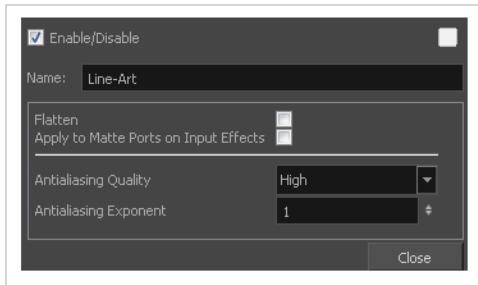 Enable/Disable
Name: Line-Art
Flatten
Apply to Matte Ports on Input Effects
Antialiasing Quality High
Antialiasing Exponent 1
Close